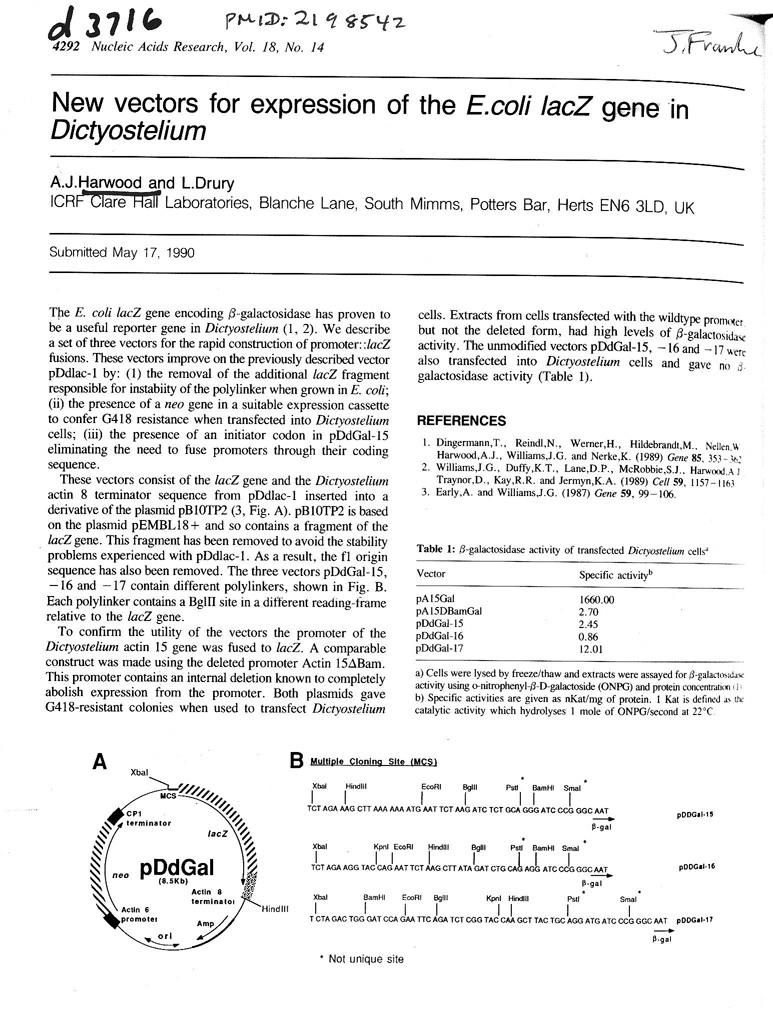 d 3716
PMID: 2198542
J. Franke
4292 Nucleic Acids Research, Vol. 18, No. 14
New vectors for expression of the E.coli lacZ gene in
Dictyostelium
A.J.Harwood and L.Drury
ICRF Clare Hall Laboratories, Blanche Lane, South Mimms, Potters Bar, Herts EN6 3LD, UK
Submitted May 17, 1990
The E. coli lacZ gene encoding β-galactosidase has proven to
be a useful reporter gene in Dictyostelium (1, 2). We describe
a set of three vectors for the rapid construction of promoter::lacZ
fusions. These vectors improve on the previously described vector
pDdlac-1 by: (1) the removal of the additional lacZ fragment
responsible for instabiity of the polylinker when grown in E. coli;
(ii) the presence of a neo gene in a suitable expression cassette
to confer G418 resistance when transfected into Dictyostelium
cells; (iii) the presence of an initiator codon in pDdGal-15
eliminating the need to fuse promoters through their coding
sequence.
These vectors consist of the lacZ gene and the Dictyostelium
actin 8 terminator sequence from pDdlac-1 inserted into a
derivative of the plasmid pB10TP2 (3, Fig. A). pB10TP2 is based
on the plasmid pEMBL18+ and so contains a fragment of the
lacZ gene. This fragment has been removed to avoid the stability
problems experienced with pDdlac-1. As a result, the f1 origin
sequence has also been removed. The three vectors pDdGal-15,
−16 and −17 contain different polylinkers, shown in Fig. B.
Each polylinker contains a BglII site in a different reading-frame
relative to the lacZ gene.
To confirm the utility of the vectors the promoter of the
Dictyostelium actin 15 gene was fused to lacZ. A comparable
construct was made using the deleted promoter Actin 15ΔBam.
This promoter contains an internal deletion known to completely
abolish expression from the promoter. Both plasmids gave
G418-resistant colonies when used to transfect Dictyostelium
cells. Extracts from cells transfected with the wildtype promoter,
but not the deleted form, had high levels of β-galactosidase
activity. The unmodified vectors pDdGal-15, −16 and −17 were
also transfected into Dictyostelium cells and gave no β-
galactosidase activity (Table 1).
REFERENCES
1. Dingermann,T., Reindl,N., Werner,H., Hildebrandt,M., Nellen,W
Harwood,A.J., Williams,J.G. and Nerke,K. (1989) Gene 85, 353−362
2. Williams,J.G., Duffy,K.T., Lane,D.P., McRobbie,S.J., Harwood,A.J
Traynor,D., Kay,R.R. and Jermyn,K.A. (1989) Cell 59, 1157−1163
3. Early,A. and Williams,J.G. (1987) Gene 59, 99−106.
Table 1: β-galactosidase activity of transfected Dictyostelium cellsᵃ
Vector Specific activityᵇ
pA15Gal 1660.00
pA15DBamGal 2.70
pDdGal-15 2.45
pDdGal-16 0.86
pDdGal-17 12.01
a) Cells were lysed by freeze/thaw and extracts were assayed for β-galactosidase
activity using o-nitrophenyl-β-D-galactoside (ONPG) and protein concentration (1)
b) Specific activities are given as nKat/mg of protein. 1 Kat is defined as the
catalytic activity which hydrolyses 1 mole of ONPG/second at 22°C.
A
XbaI
MCS
CP1
terminator
lacZ
neo
pDdGal
(8.5Kb)
Actin 8
terminator
HindIII
Actin 6
promoter
Amp
ori
B Multiple Cloning Site (MCS)
XbaI HindIII EcoRI BglII PstI* BamHI SmaI*
TCT AGA AAG CTT AAA AAA ATG AAT TCT AAG ATC TCT GCA GGG ATC CCG GGC AAT
β-gal
pDDGal-15
XbaI KpnI EcoRI HindIII BglII PstI* BamHI SmaI*
TCT AGA AGG TAC CAG AAT TCT AAG CTT ATA GAT CTG CAG AGG ATC CCG GGC AAT
β-gal
pDDGal-16
XbaI BamHI EcoRI BglII KpnI HindIII PstI* SmaI*
T CTA GAC TGG GAT CCA GAA TTC AGA TCT CGG TAC CAA GCT TAC TGC AGG ATG ATC CCG GGC AAT pDDGal-17
β-gal
* Not unique site